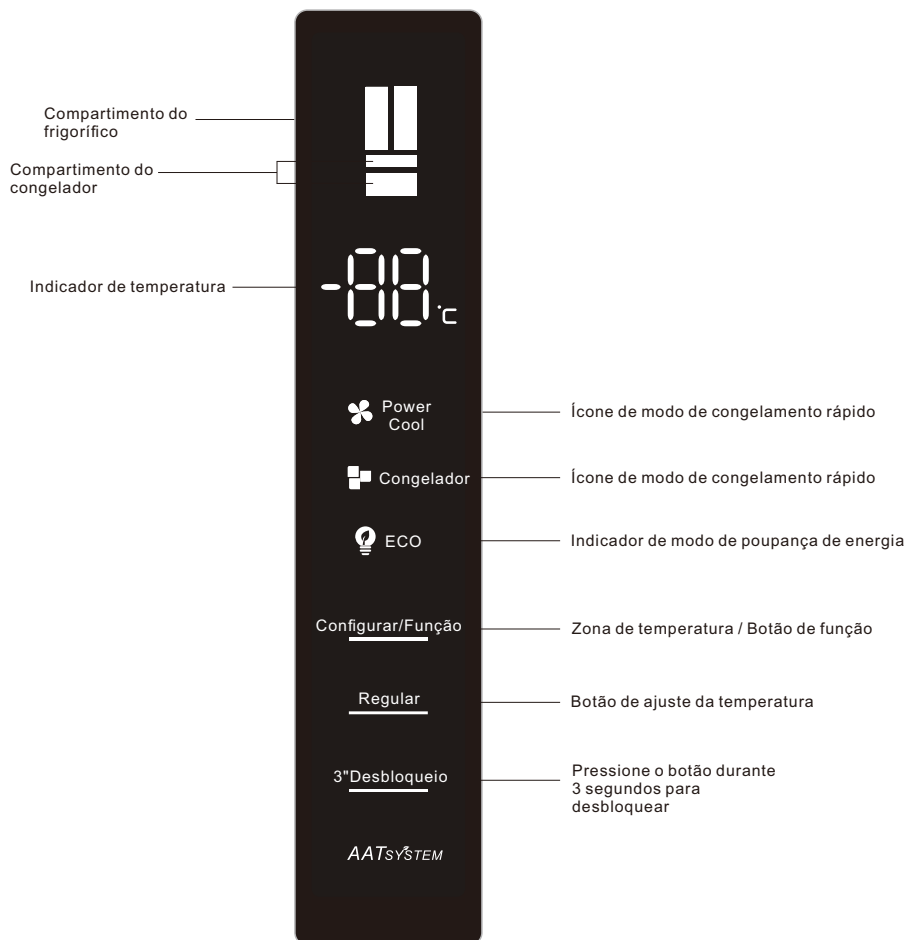 Compartimento do
frigorífico
Compartimento do
congelador
Indicador de temperatura
-88°C
Power
Cool
Ícone de modo de congelamento rápido
Congelador
Ícone de modo de congelamento rápido
ECO
Indicador de modo de poupança de energia
Configurar/Função
Zona de temperatura / Botão de função
Regular
Botão de ajuste da temperatura
3"Desbloqueio
Pressione o botão durante
3 segundos para
desbloquear
AATSYSTEM